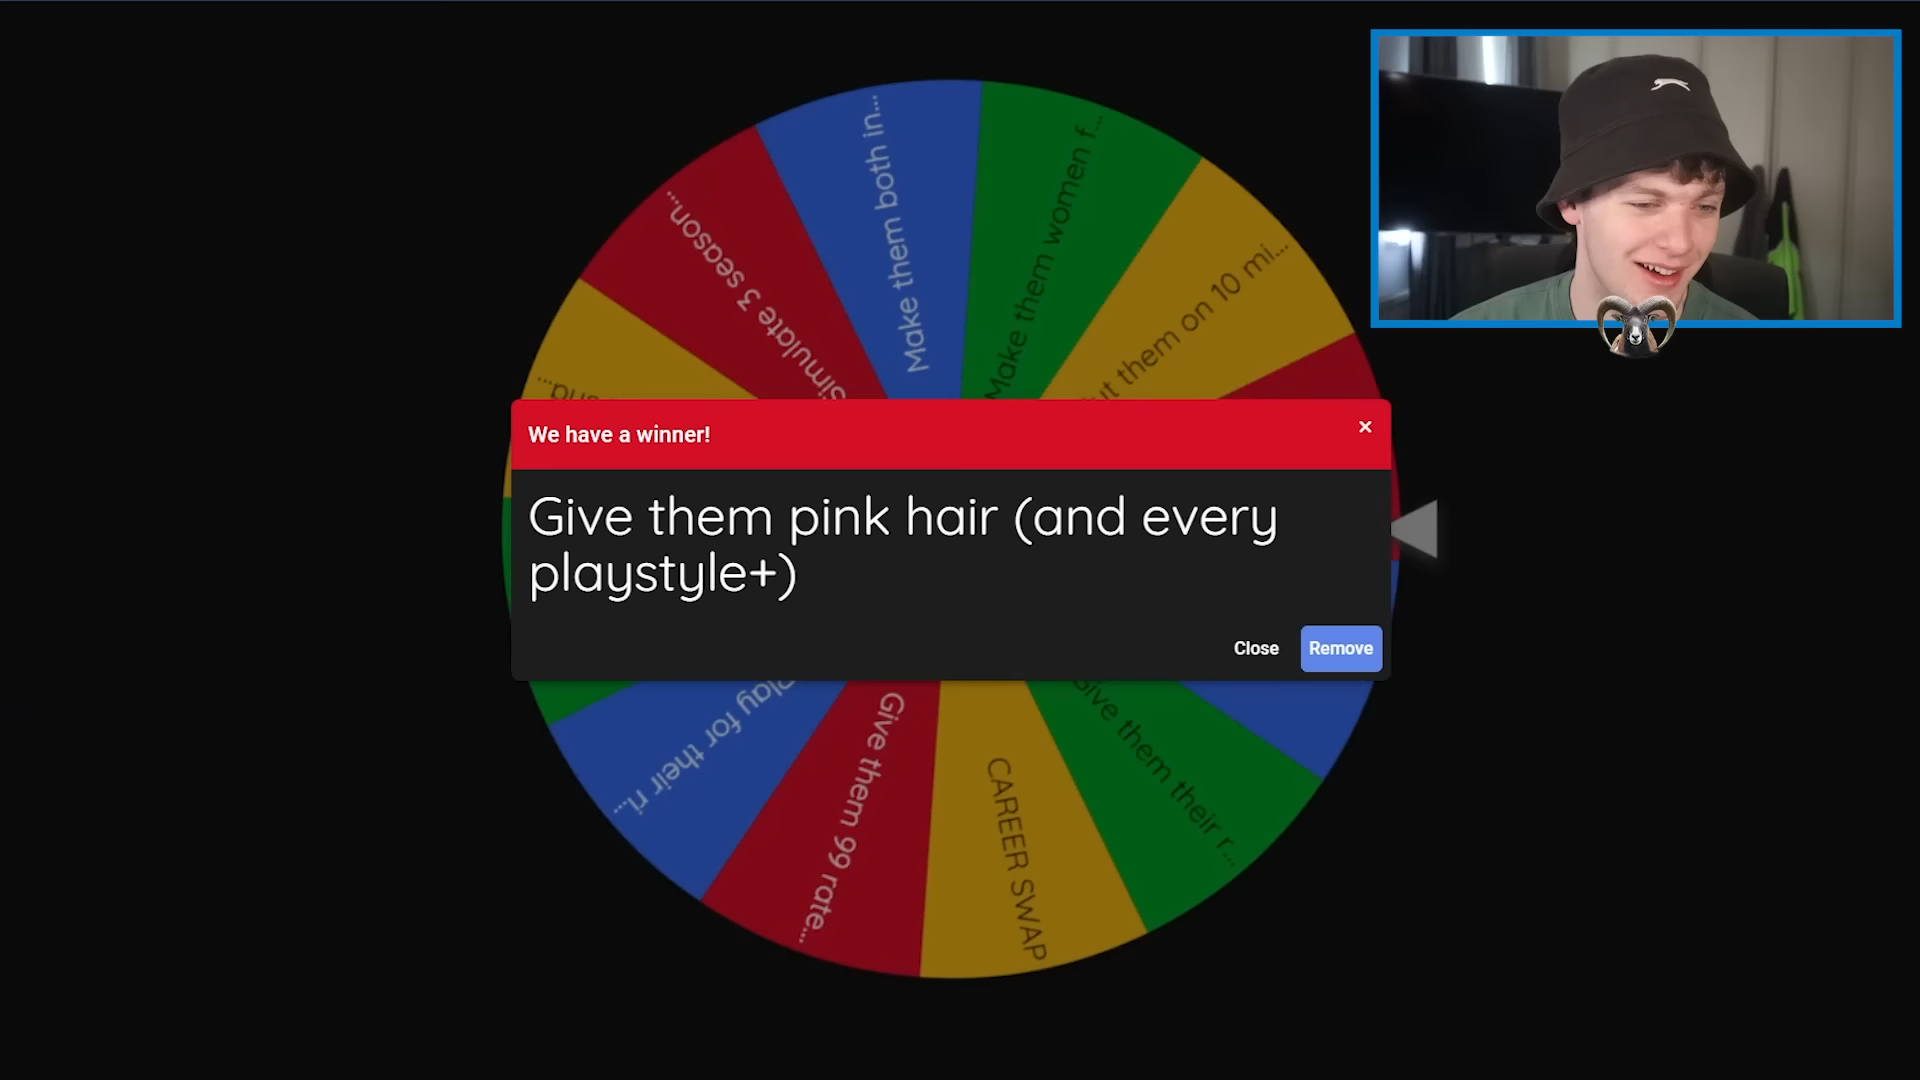 Make them both in...
Make them women f...
simulate 3 season...
ut them on 10 mi...
We have a winner!
Give them pink hair (and every
playstyle+)
Close
Remove
Play for their ri...
Give them 99 rate...
CAREER SWAP
Give them their r...